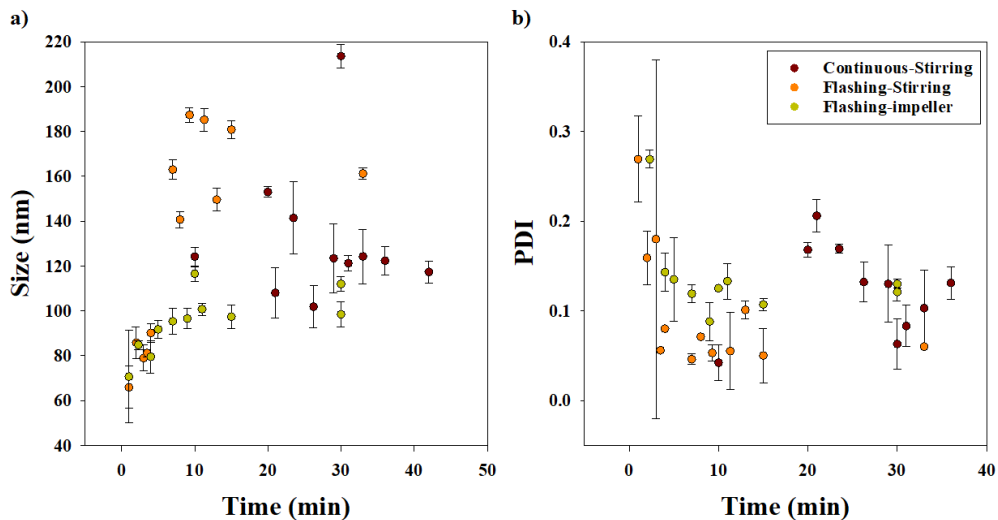 a)
220
200
180
160
140
120
100
80
60
40
Size (nm)
0 10 20 30 40 50
Time (min)
b)
0.4
0.3
0.2
0.1
0.0
PDI
Continuous-Stirring
Flashing-Stirring
Flashing-impeller
0 10 20 30 40
Time (min)